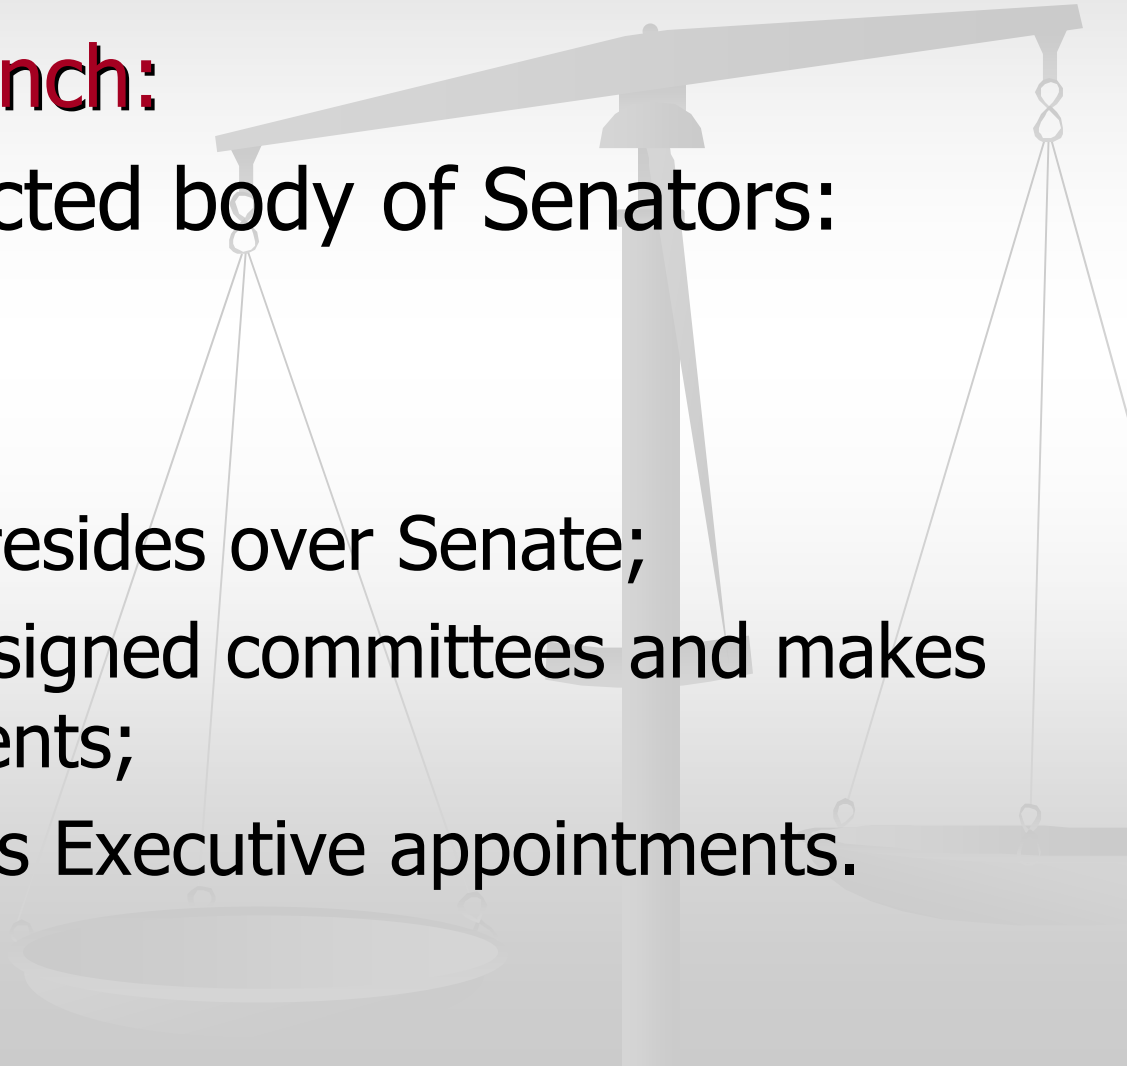 nch:
cted body of Senators:
resides over Senate;
signed committees and makes
ents;
s Executive appointments.